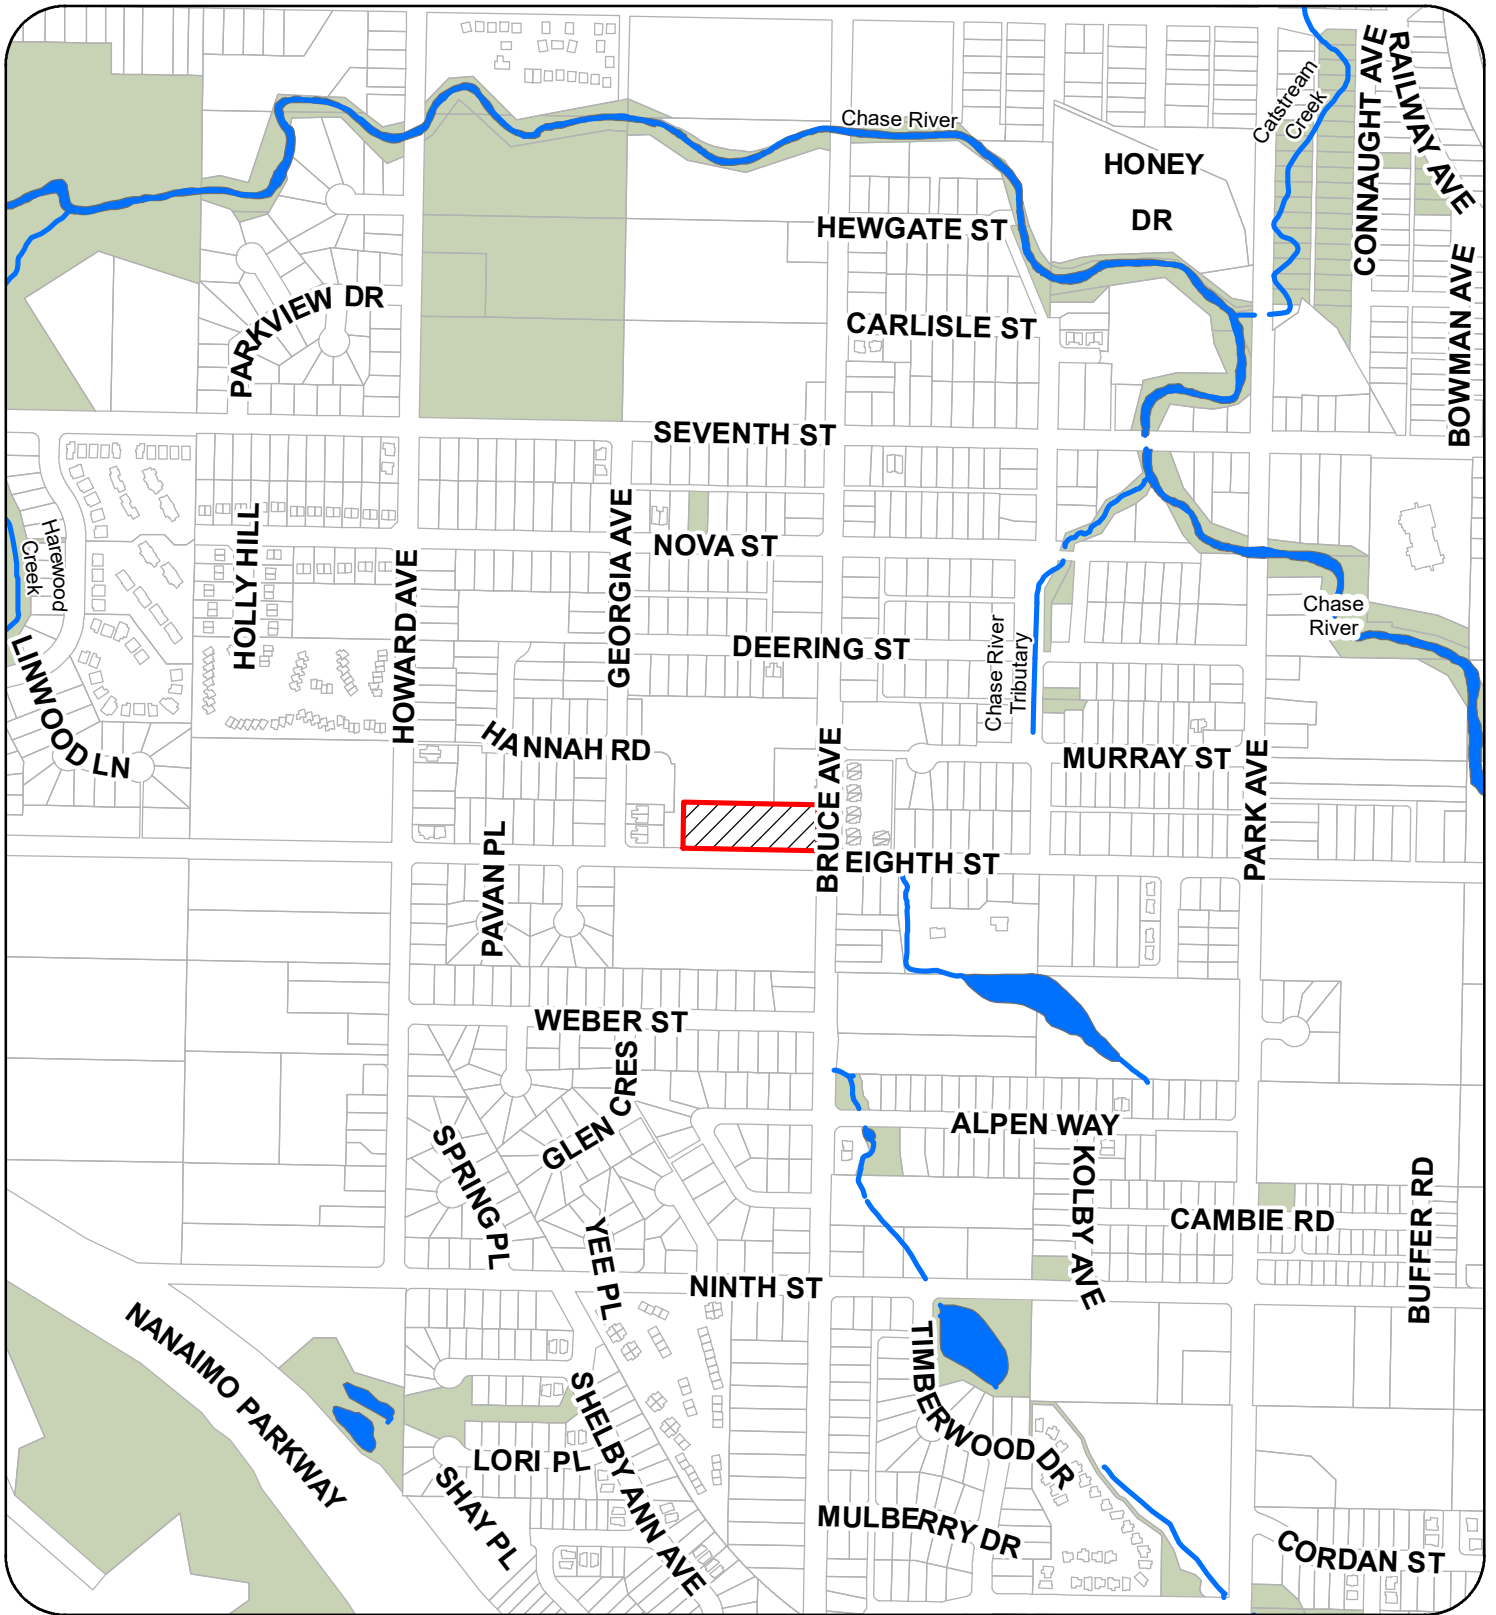 CONNAUGHT AVE
RAILWAY AVE
Catstream
Creek
Chase River
HONEY
DR
HEWGATE ST
PARKVIEW DR
CARLISLE ST
BOWMAN AVE
SEVENTH ST
Harewood
Creek
HOLLY HILL
HOWARD AVE
GEORGIA AVE
NOVA ST
DEERING ST
Chase River
Tributary
Chase
River
LINWOOD LN
HANNAH RD
BRUCE AVE
MURRAY ST
PARK AVE
PAVAN PL
EIGHTH ST
WEBER ST
GLEN CRES
ALPEN WAY
SPRING PL
KOLBY AVE
CAMBIE RD
BUFFER RD
YEE PL
NINTH ST
NANAIMO PARKWAY
TIMBERWOOD DR
SHELBY ANN AVE
LORI PL
SHAY PL
MULBERRY DR
CORDAN ST